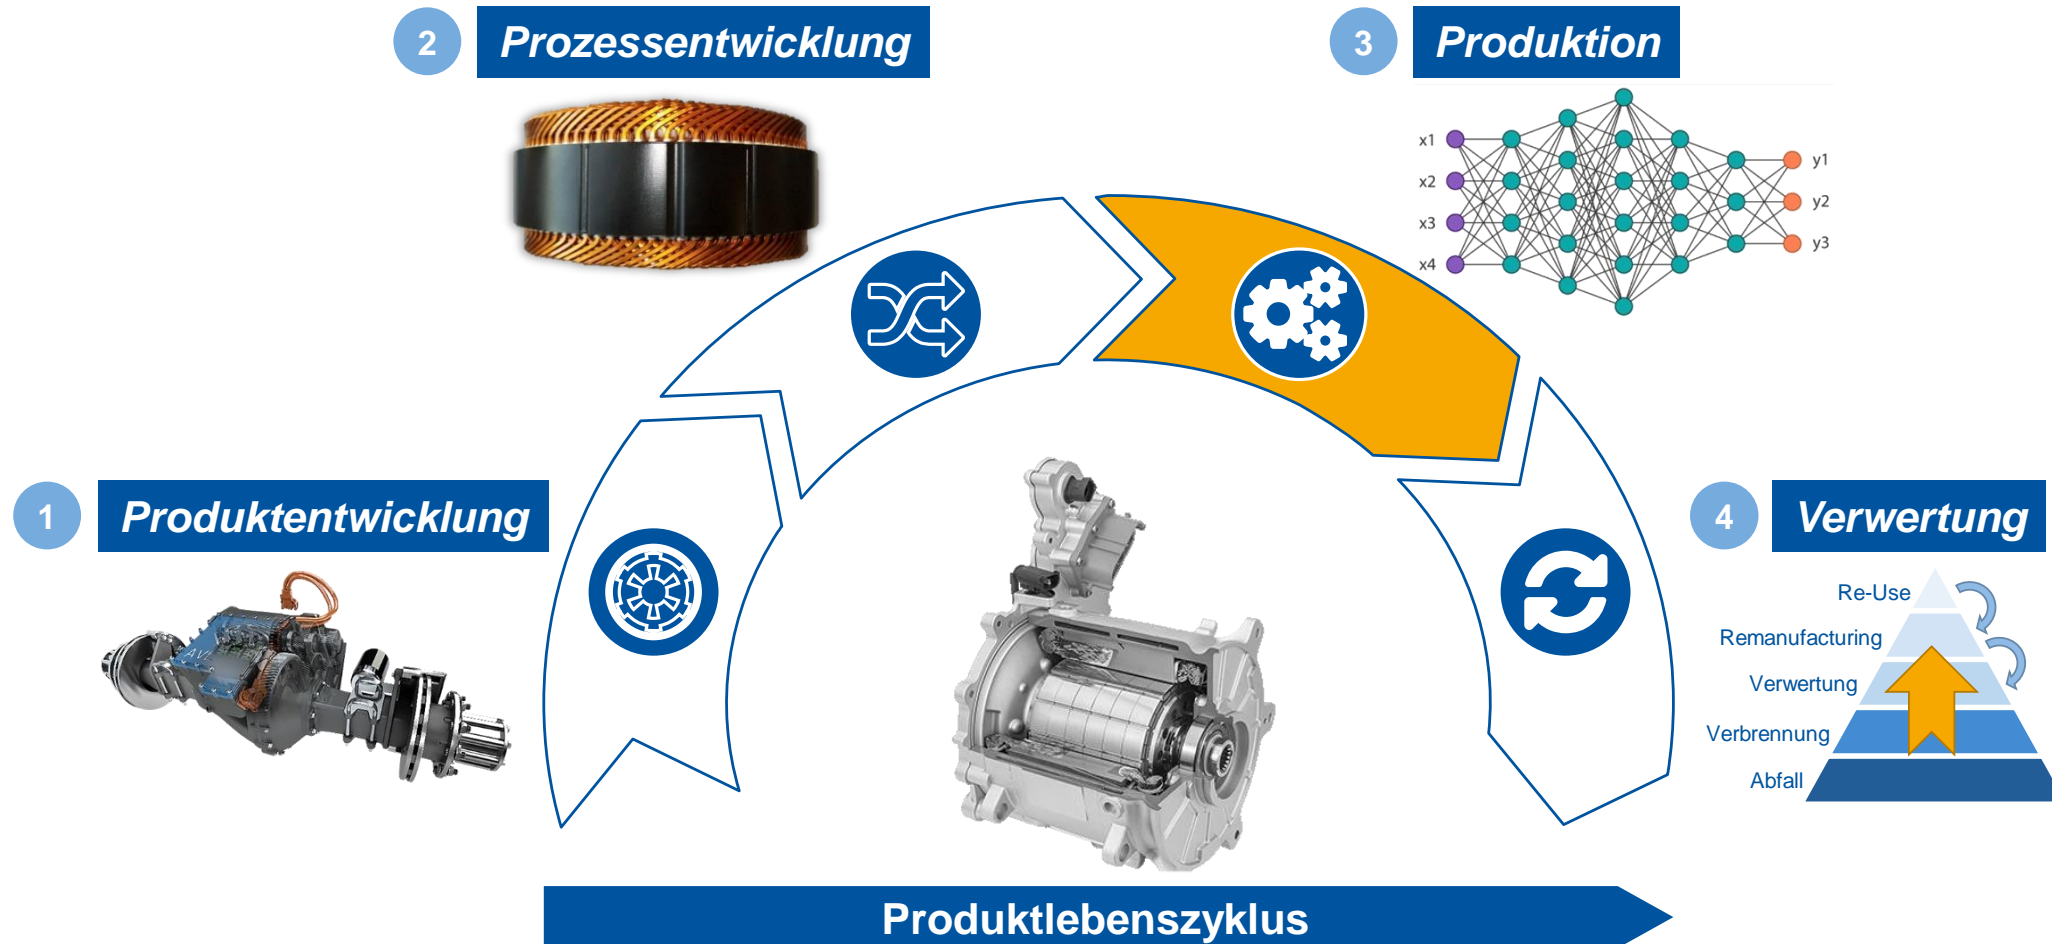 2
Prozessentwicklung
3
Produktion
x1
x2
x3
x4
y1
y2
y3
1
Produktentwicklung
AVL
4
Verwertung
Re-Use
Remanufacturing
Verwertung
Verbrennung
Abfall
Produktlebenszyklus